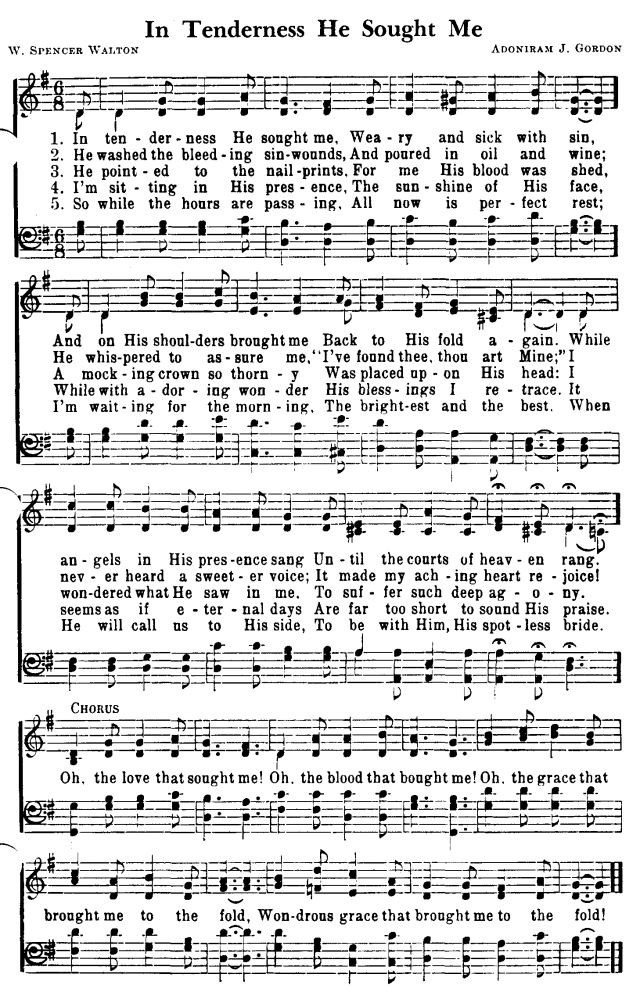 In Tenderness He Sought Me
W. Spencer Walton
Adoniram J. Gordon
1. In ten - der - ness He sought me, Wea - ry and sick with sin,
2. He washed the bleed - ing sin-wounds, And poured in oil and wine;
3. He point - ed to the nail-prints, For me His blood was shed,
4. I'm sit - ting in His pres - ence, The sun - shine of His face,
5. So while the hours are pass - ing, All now is per - fect rest;
And on His shoul-ders brought me Back to His fold a - gain. While
He whis-pered to as - sure me, "I've found thee, thou art Mine;" I
A mock - ing crown so thorn - y Was placed up - on His head: I
While with a - dor - ing won - der His bless - ings I re - trace. It
I'm wait - ing for the morn - ing, The bright-est and the best. When
an - gels in His pres-ence sang Un - til the courts of heav - en rang.
nev - er heard a sweet - er voice; It made my ach - ing heart re - joice!
won-dered what He saw in me, To suf - fer such deep ag - o - ny.
seems as if e - ter - nal days Are far too short to sound His praise.
He will call us to His side, To be with Him, His spot - less bride.
Chorus
Oh, the love that sought me! Oh, the blood that bought me! Oh, the grace that
brought me to the fold, Won-drous grace that brought me to the fold!